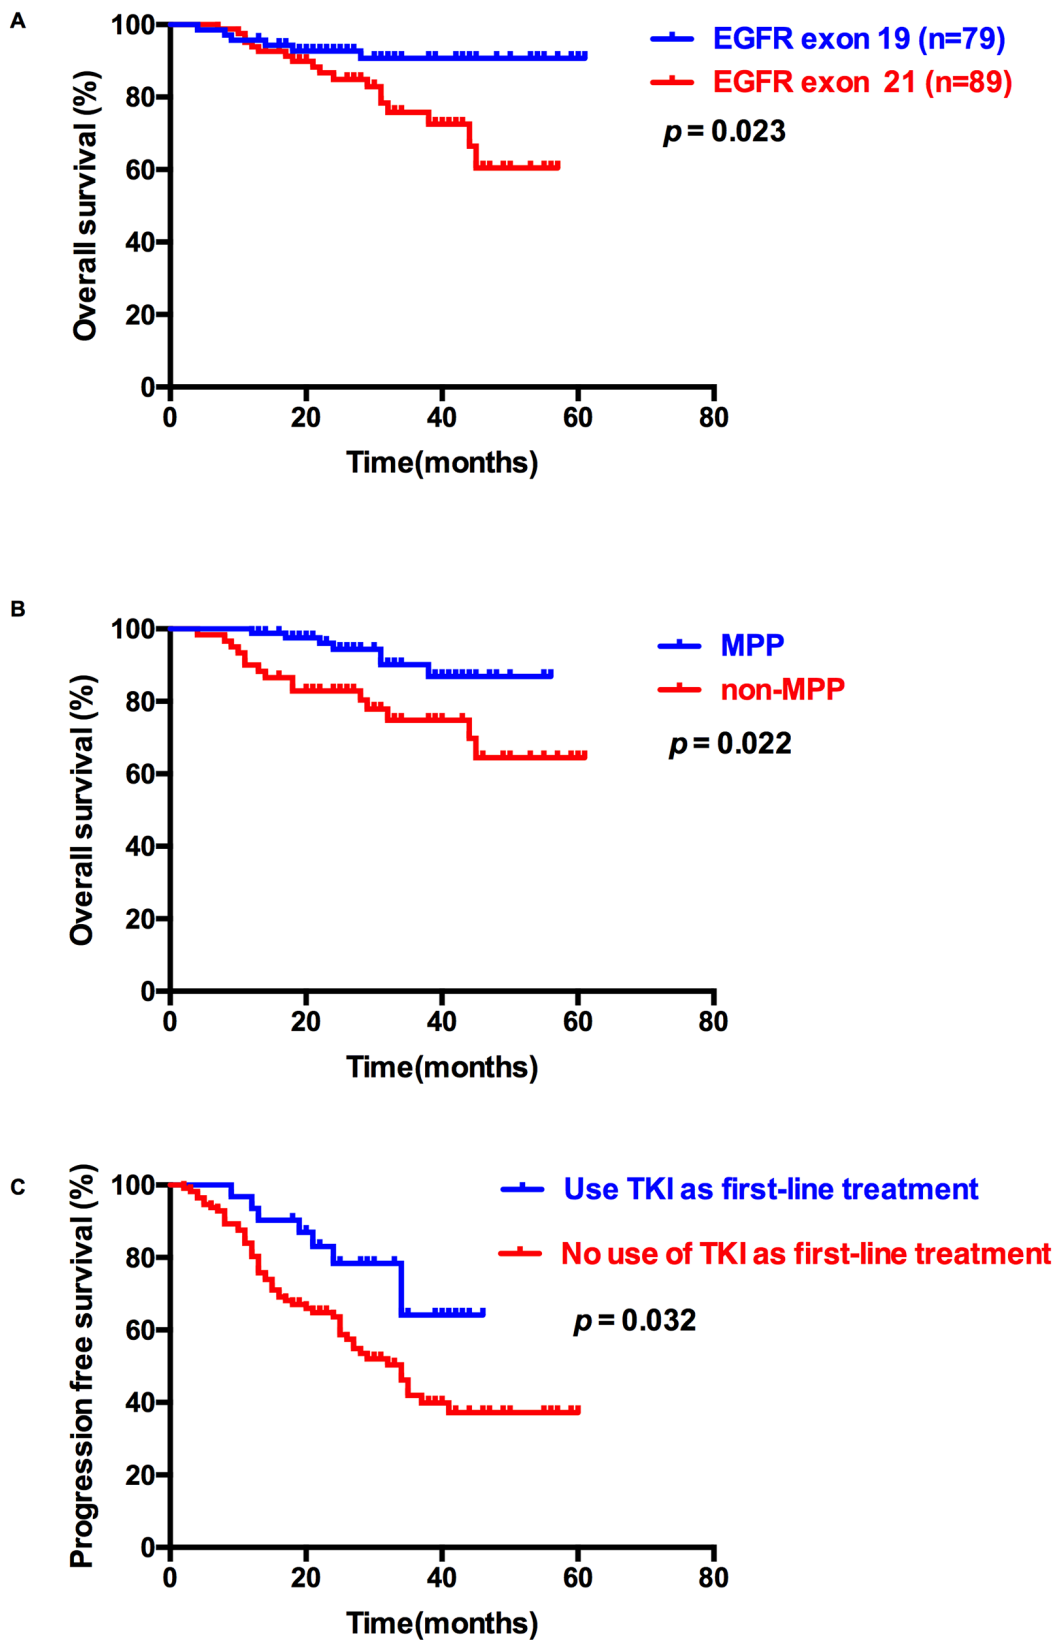 A
100
80
60
40
20
0
Overall survival (%)
0 20 40 60 80
Time(months)
EGFR exon 19 (n=79)
EGFR exon 21 (n=89)
p = 0.023
B
100
80
60
40
20
0
Overall survival (%)
0 20 40 60 80
Time(months)
MPP
non-MPP
p = 0.022
C
100
80
60
40
20
0
Progression free survival (%)
0 20 40 60 80
Time(months)
Use TKI as first-line treatment
No use of TKI as first-line treatment
p = 0.032